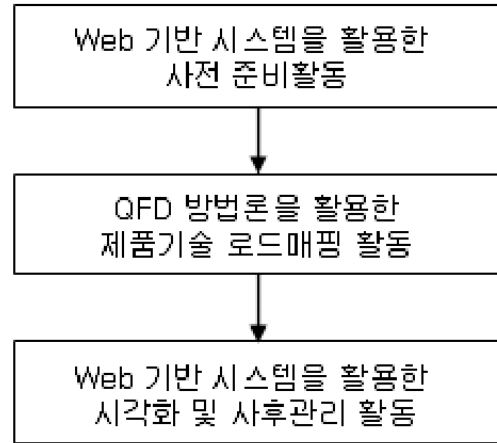 Web 기반 시스템을 활용한
사전 준비활동
QFD 방법론을 활용한
제품기술 로드매핑 활동
Web 기반 시스템을 활용한
시각화 및 사후관리 활동